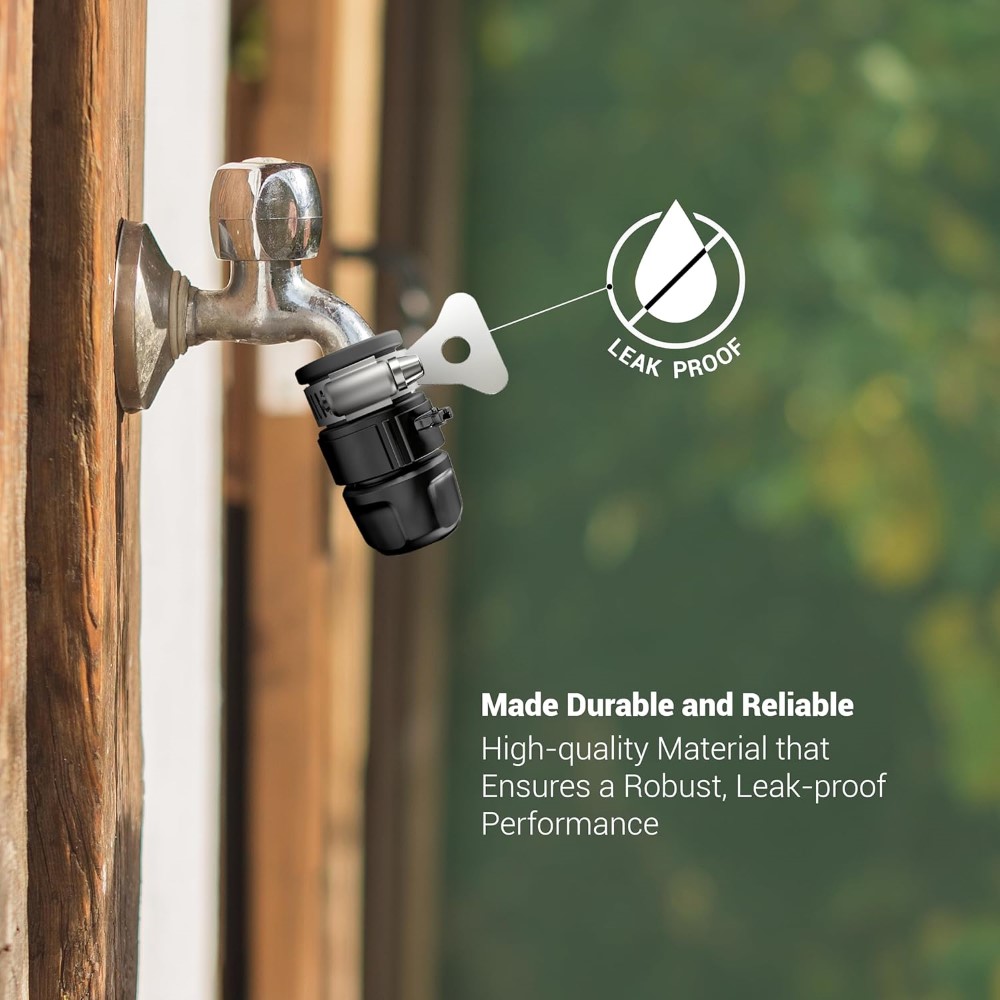 LEAK PROOF
Made Durable and Reliable
High-quality Material that
Ensures a Robust, Leak-proof
Performance